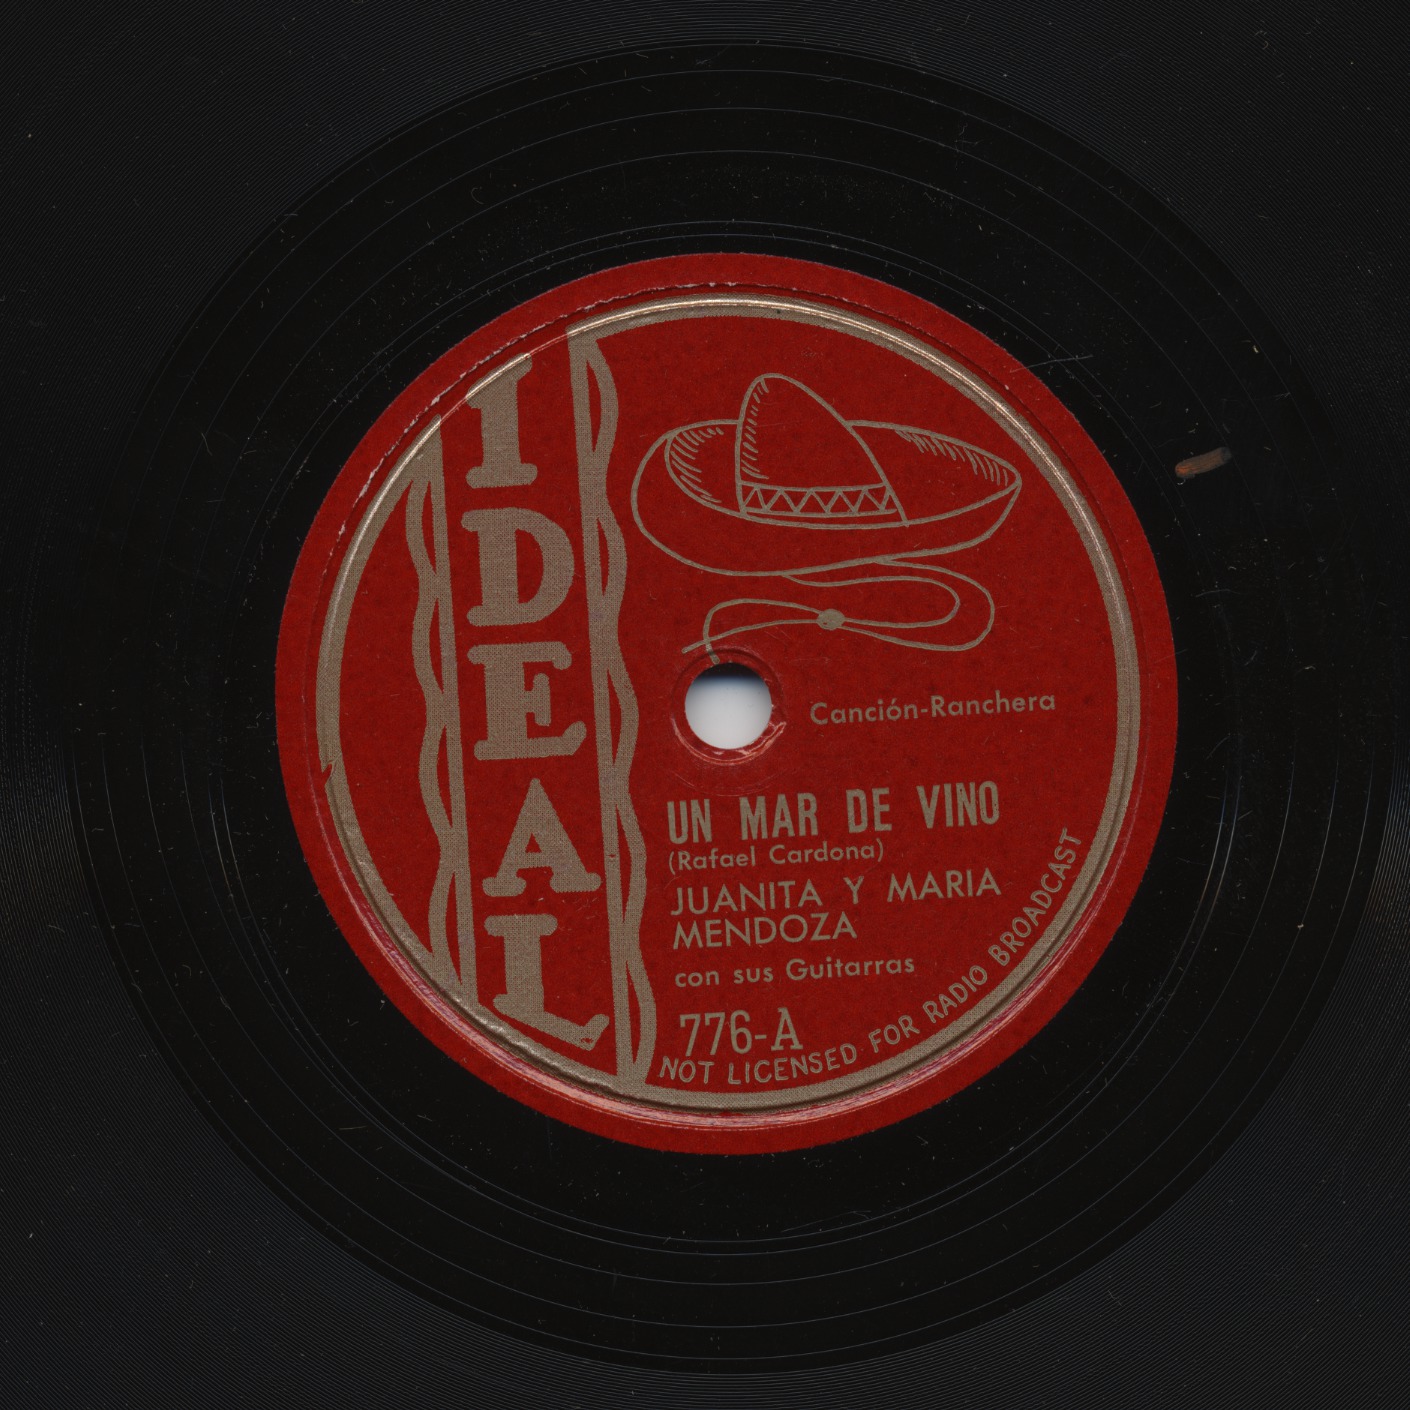 IDEAL
Canción-Ranchera
UN MAR DE VINO
(Rafael Cardona)
JUANITA Y MARIA
MENDOZA
con sus Guitarras
776-A
NOT LICENSED FOR RADIO BROADCAST